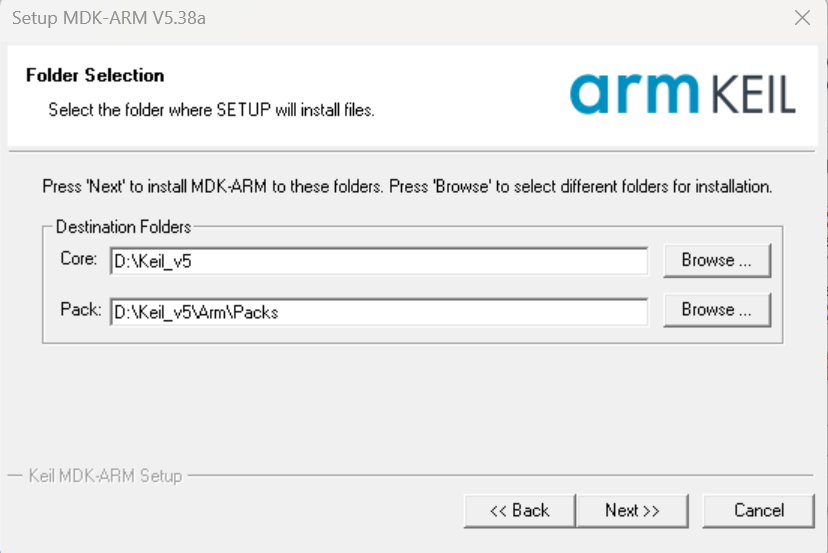 Setup MDK-ARM V5.38a
Folder Selection
Select the folder where SETUP will install files.
arm KEIL
Press 'Next' to install MDK-ARM to these folders. Press 'Browse' to select different folders for installation.
Destination Folders
Core: D:\Keil_v5 Browse ...
Pack: D:\Keil_v5\Arm\Packs Browse ...
Keil MDK-ARM Setup
<< Back Next >> Cancel